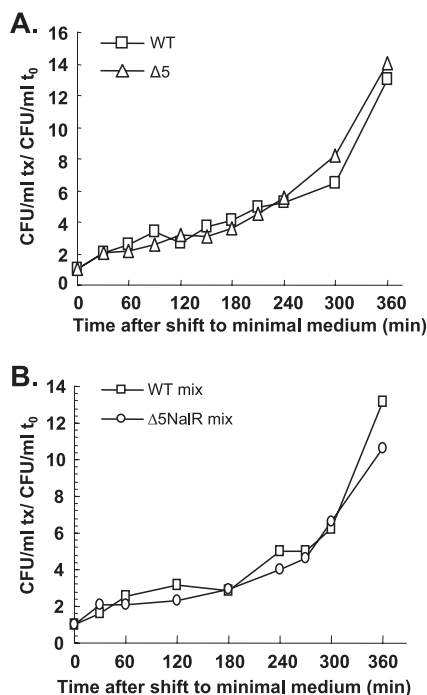 A.
WT
Δ5
CFU/ml tx/ CFU/ml t0
16
14
12
10
8
6
4
2
0
0 60 120 180 240 300 360
Time after shift to minimal medium (min)
B.
WT mix
Δ5NalR mix
CFU/ml tx/ CFU/ml t0
14
12
10
8
6
4
2
0
0 60 120 180 240 300 360
Time after shift to minimal medium (min)